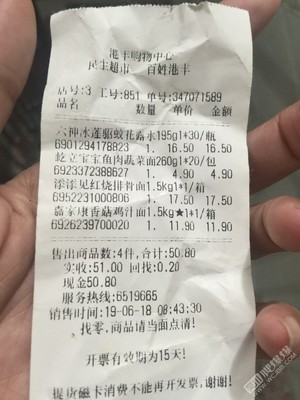 港丰购物中心
民主超市 百姓港丰
店号:3 工号:851 单号:347071589
品名 数量 单价 金额
六神冰莲驱蚊花露水195g1*30/瓶
6901294178823 1 16.50 16.50
乾立宝宝鱼肉蔬菜面260g1*20/包
6923372388627 1 4.90 4.90
渗渗见红烧排骨面1.5kg1*1/箱
6952231000806 1 17.50 17.50
嘉家康香菇鸡汁面1.5kg★1*1/箱
6926239700020 1 11.90 11.90
售出商品数:4件,合计:50.80
实收:51.00 回找:0.20
现金50.80
服务热线:6519665
销售时间:19-06-18 08:43:30
找零,商品请当面点清!
开票有效期为15天!
提货磁卡消费不能再开发票,谢谢!